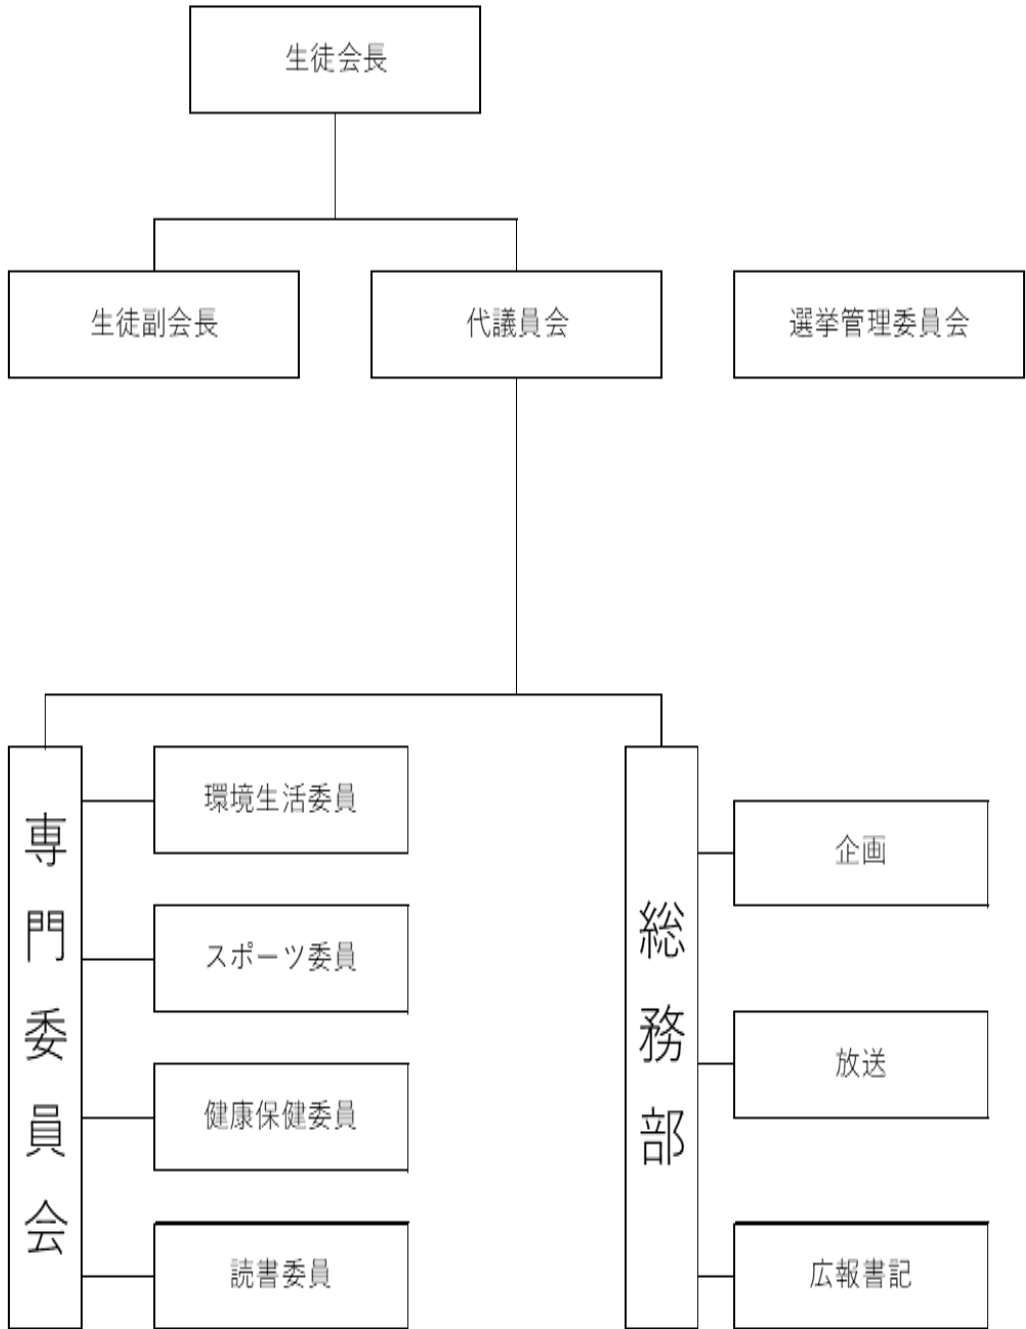 生徒会長
生徒副会長
代議員会
選挙管理委員会
専門委員会
環境生活委員
スポーツ委員
健康保健委員
読書委員
総務部
企画
放送
広報書記